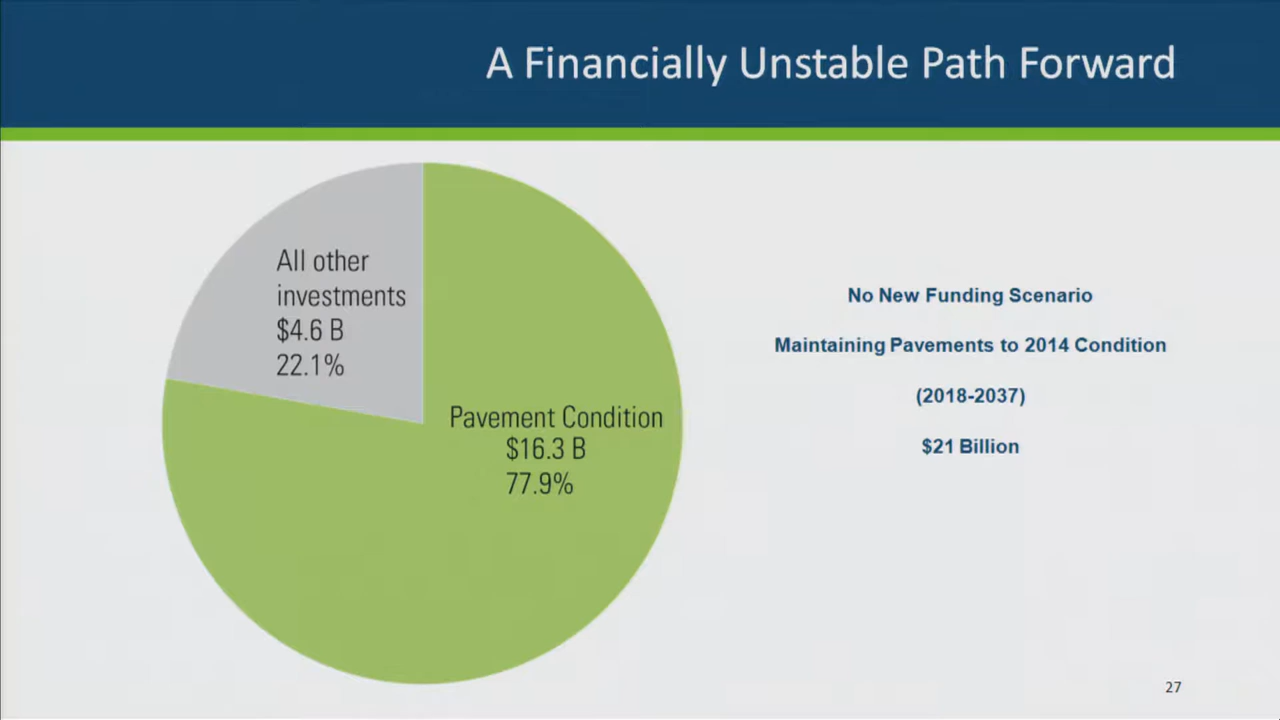 A Financially Unstable Path Forward
All other
investments
$4.6 B
22.1%
Pavement Condition
$16.3 B
77.9%
No New Funding Scenario
Maintaining Pavements to 2014 Condition
(2018-2037)
$21 Billion
27